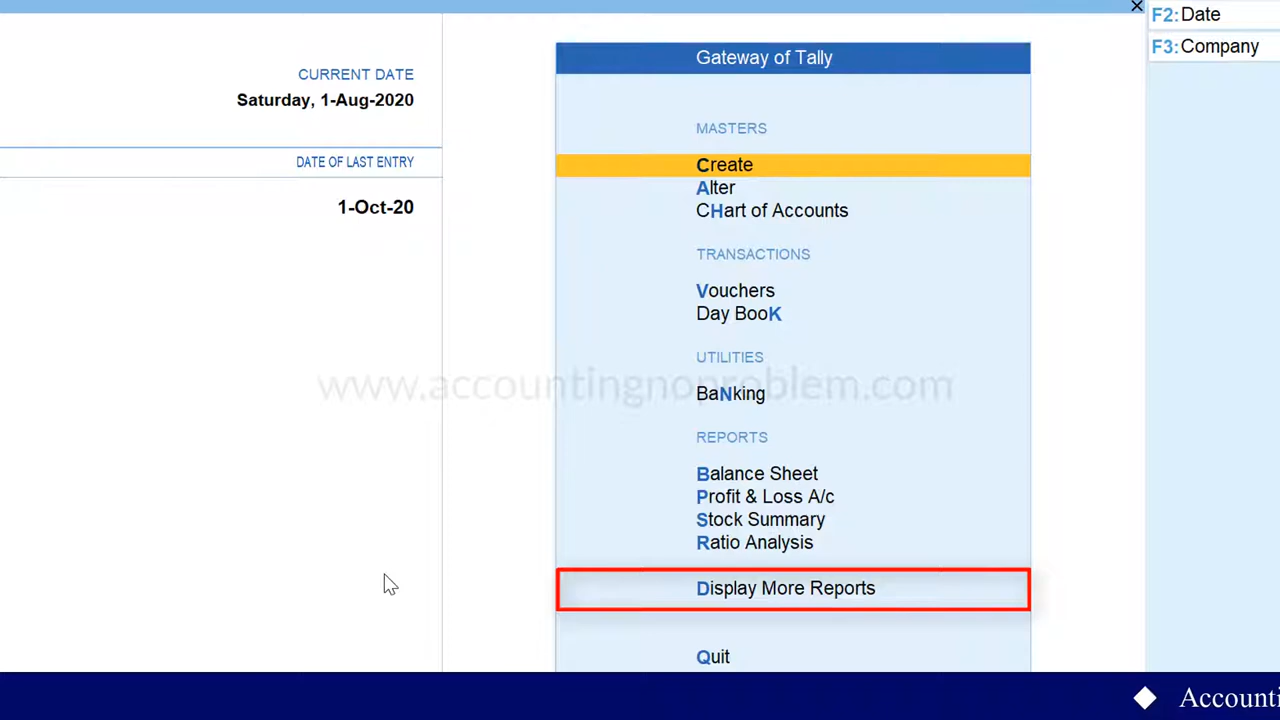 F2:Date
F3:Company
CURRENT DATE
Saturday, 1-Aug-2020
DATE OF LAST ENTRY
1-Oct-20
Gateway of Tally
MASTERS
Create
Alter
CHart of Accounts
TRANSACTIONS
Vouchers
Day BooK
UTILITIES
BaNking
www.accountingnoproblem.com
REPORTS
Balance Sheet
Profit & Loss A/c
Stock Summary
Ratio Analysis
Display More Reports
Quit
Accounti